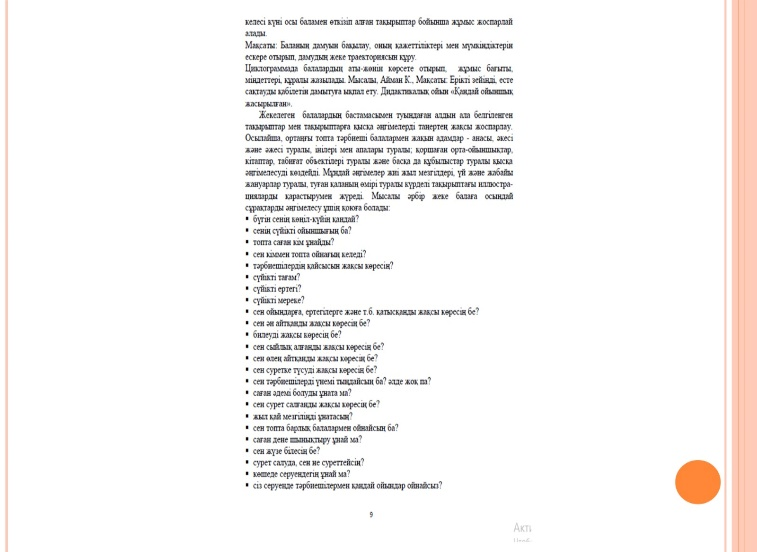 келесі күні осы баламен өткізіп алған тақырыптар бойынша жұмыс жоспарлай
алады.
Мақсаты: Баланың дамуын бақылау, оның қажеттіліктері мен мүмкіндіктерін
ескере отырып, дамудың жеке траекториясын құру.
Циклограммада балалардың аты-жөнін көрсете отырып, жұмыс бағыты,
міндеттері, құралы жазылады. Мысалы, Айман К., Мақсаты: Ерікті зейінді, есте
сақтауды қабілетін дамытуға ықпал ету. Дидактикалық ойын «Қандай ойыншық
жасырылған».
Жекелеген балалардың бастамасымен туындаған алдын ала белгіленген
тақырыптар мен тақырыптарға қысқа әңгімелерді таңертең жақсы жоспарлау.
Осылайша, ортаңғы топта тәрбиеші балалармен жақын адамдар - анасы, әкесі
және әжесі туралы, інілері мен апалары туралы; қоршаған орта-ойыншықтар,
кітаптар, табиғат объектілері туралы және басқа да құбылыстар туралы қысқа
әңгімелесуді көздейді. Мұндай әңгімелер жиі жыл мезгілдері, үй және жабайы
жануарлар туралы, туған қаланың өмірі туралы күрделі тақырыптағы иллюстра-
цияларды қарастырумен жүреді. Мысалы әрбір жеке балаға осындай
сұрақтарды әңгімелесу үшін қоюға болады:
▪ бүгін сенің көңіл-күйін қандай?
▪ сенің сүйікті ойыншығың ба?
▪ топта саған кім ұнайды?
▪ сен кіммен топта ойнағың келеді?
▪ тәрбиешілердің қайсысын жақсы көресің?
▪ сүйікті тағам?
▪ сүйікті ертегі?
▪ сүйікті мереке?
▪ сен ойындарға, ертегілерге және т.б. қатысқанды жақсы көресің бе?
▪ сен ән айтқанды жақсы көресің бе?
▪ билеуді жақсы көресің бе?
▪ сен сыйлық алғанды жақсы көресің бе?
▪ сен өлең айтқанды жақсы көресің бе?
▪ сен суретке түсуді жақсы көресің бе?
▪ сен тәрбиешілерді үнемі тыңдайсың ба? әлде жоқ па?
▪ саған әдемі болуды ұната ма?
▪ сен сурет салғанды жақсы көресің бе?
▪ жыл қай мезгіліңді ұнатасың?
▪ сен топта барлық балалармен ойнайсың ба?
▪ саған дене шынықтыру ұнай ма?
▪ сен жүзе білесің бе?
▪ сурет салуда, сен не суреттейсің?
▪ көшеде серуендегің ұнай ма?
▪ сіз серуенде тәрбиешілермен қандай ойындар ойнайсыз?
9